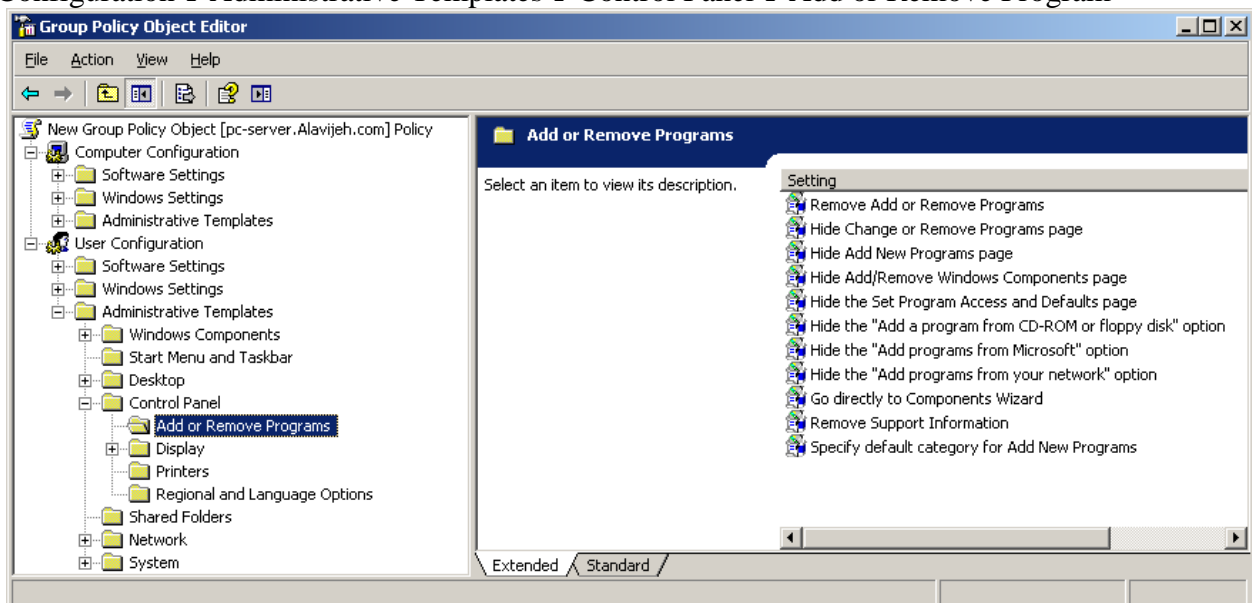 Configuration Administrative Templates Control Panel Add or Remove Program
Group Policy Object Editor
File Action View Help
New Group Policy Object [pc-server.Alavijeh.com] Policy
Computer Configuration
Software Settings
Windows Settings
Administrative Templates
User Configuration
Software Settings
Windows Settings
Administrative Templates
Windows Components
Start Menu and Taskbar
Desktop
Control Panel
Add or Remove Programs
Display
Printers
Regional and Language Options
Shared Folders
Network
System
Add or Remove Programs
Select an item to view its description.
Setting
Remove Add or Remove Programs
Hide Change or Remove Programs page
Hide Add New Programs page
Hide Add/Remove Windows Components page
Hide the Set Program Access and Defaults page
Hide the "Add a program from CD-ROM or floppy disk" option
Hide the "Add programs from Microsoft" option
Hide the "Add programs from your network" option
Go directly to Components Wizard
Remove Support Information
Specify default category for Add New Programs
Extended Standard